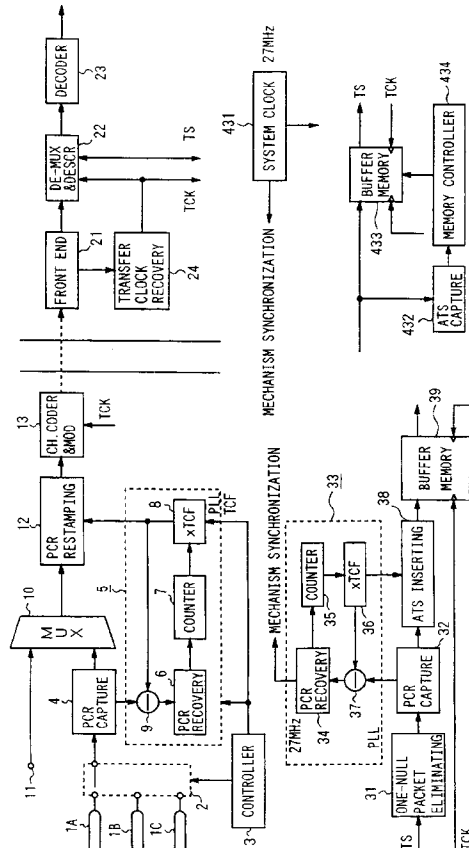 1A
1B
1C
2
3
CONTROLLER
4
PCR CAPTURE
5
PLL
6
PCR RECOVERY
7
COUNTER
8
xTCF
TCF
9
11
10
MUX
12
PCR RESTAMPING
13
CH. CODER &MOD
TCK
21
FRONT END
24
TRANSFER CLOCK RECOVERY
22
DE-MUX &DESCR
TCK
TS
23
DECODER
TS
TCK
31
ONE-NULL PACKET ELIMINATING
32
PCR CAPTURE
33
PLL
27MHz
34
PCR RECOVERY
35
COUNTER
36
xTCF
37
38
ATS INSERTING
39
BUFFER MEMORY
MECHANISM SYNCHRONIZATION
MECHANISM SYNCHRONIZATION
431
SYSTEM CLOCK
27MHz
432
ATS CAPTURE
433
BUFFER MEMORY
434
MEMORY CONTROLLER
TS
TCK